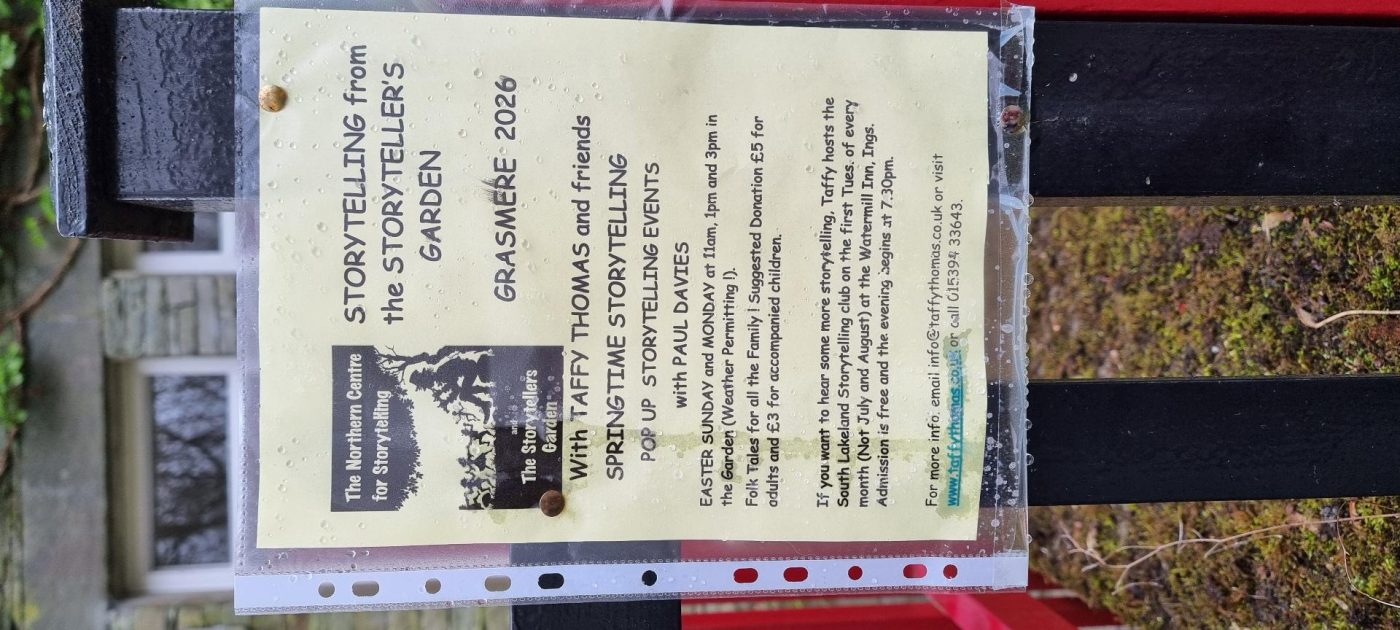 The Northern Centre
for Storytelling
and
The Storytellers
Garden
STORYTELLING from
the STORYTELLER'S
GARDEN
GRASMERE 2026
With TAFFY THOMAS and friends
SPRINGTIME STORYTELLING
POP UP STORYTELLING EVENTS
with PAUL DAVIES
EASTER SUNDAY and MONDAY at 11am, 1pm and 3pm in
the Garden (Weather Permitting !).
Folk Tales for all the Family! Suggested Donation £5 for
adults and £3 for accompanied children.
If you want to hear some more storytelling, Taffy hosts the
South Lakeland Storytelling club on the first Tues. of every
month (Not July and August) at the Watermill Inn, Ings.
Admission is free and the evening begins at 7.30pm.
For more info. email info@taffythomas.co.uk or visit
www.taffythomas.co.uk or call 015394 33643.